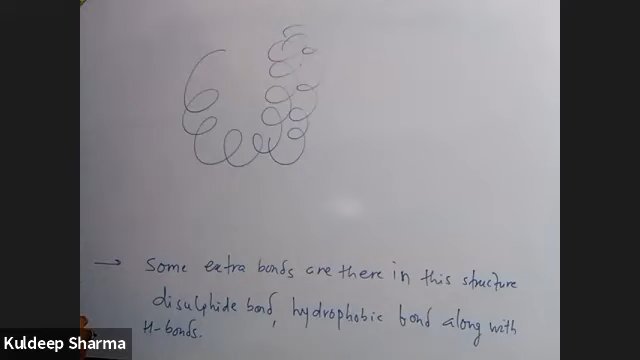 → Some extra bonds are there in this structure
disulphide bond, hydrophobic bond along with
H-bonds.
Kuldeep Sharma